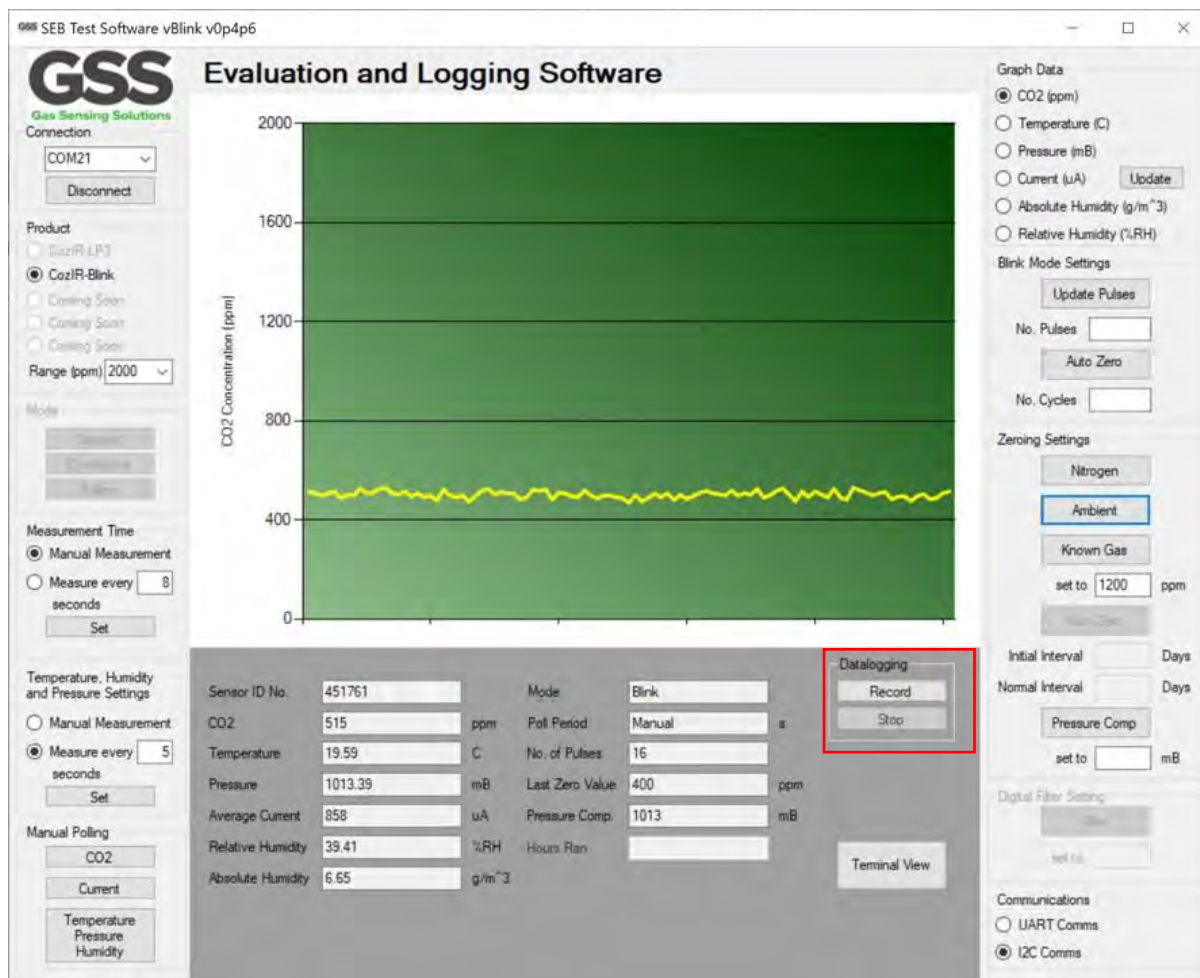 GSS SEB Test Software vBlink v0p4p6
GSS
Gas Sensing Solutions
Evaluation and Logging Software
Connection
COM21
Disconnect
Product
CozIR-LP3
CozIR-Blink
Coming Soon
Coming Soon
Coming Soon
Range (ppm) 2000
Mode
Measurement Time
Manual Measurement
Measure every 8
seconds
Set
Temperature, Humidity
and Pressure Settings
Manual Measurement
Measure every 5
seconds
Set
Manual Polling
CO2
Current
Temperature
Pressure
Humidity
CO2 Concentration (ppm)
2000
1600
1200
800
400
0
Sensor ID No. 451761
CO2 515 ppm
Temperature 19.59 C
Pressure 1013.39 mB
Average Current 858 uA
Relative Humidity 39.41 %RH
Absolute Humidity 6.65 g/m^3
Mode Blink
Poll Period Manual s
No. of Pulses 16
Last Zero Value 400 ppm
Pressure Comp. 1013 mB
Hours Ran
Datalogging
Record
Stop
Terminal View
Graph Data
CO2 (ppm)
Temperature (C)
Pressure (mB)
Current (uA) Update
Absolute Humidity (g/m^3)
Relative Humidity (%RH)
Blink Mode Settings
Update Pulses
No. Pulses
Auto Zero
No. Cycles
Zeroing Settings
Nitrogen
Ambient
Known Gas
set to 1200 ppm
Auto Zero
Initial Interval Days
Normal Interval Days
Pressure Comp
set to mB
Digital Filter Setting
set to
Communications
UART Comms
I2C Comms